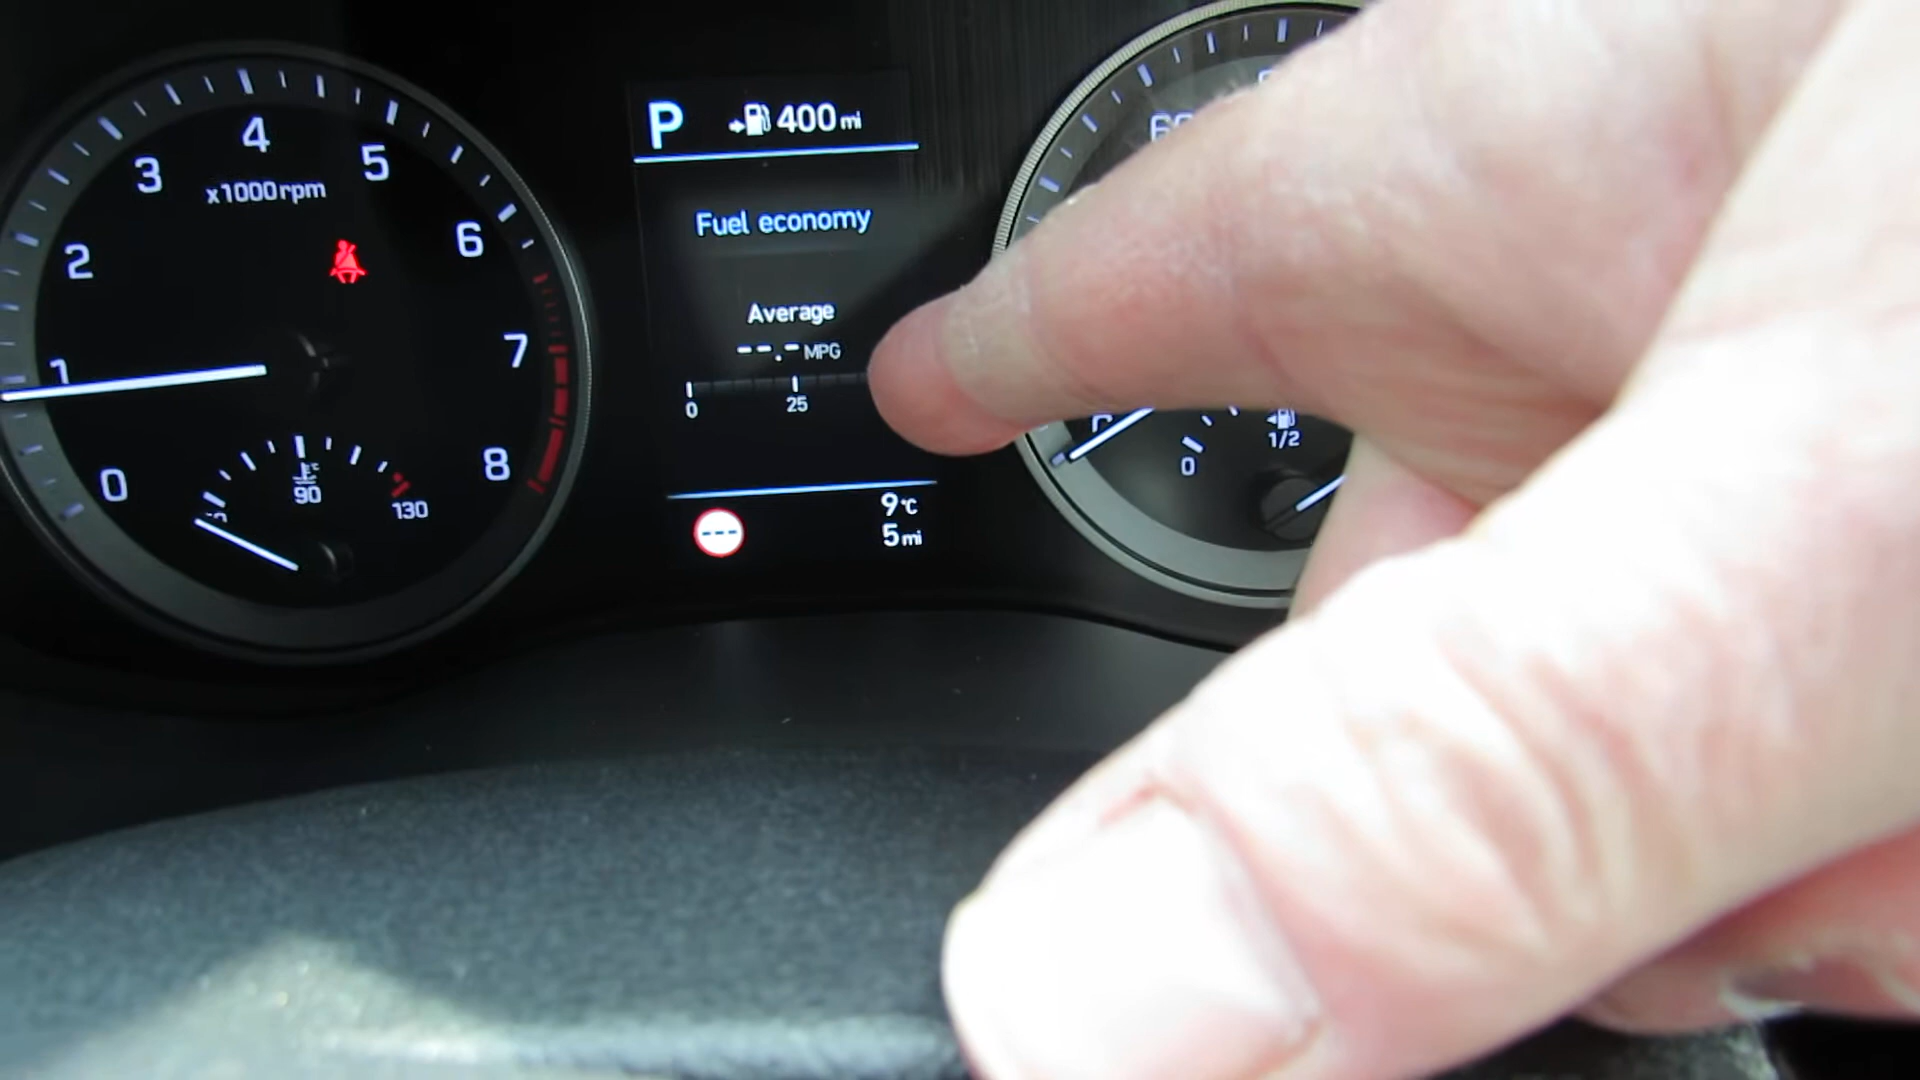 4
3
5
x1000rpm
2
6
1
7
0
8
90
130
P
400 mi
Fuel economy
Average
--.- MPG
0
25
---
9°C
5 mi
0
1/2